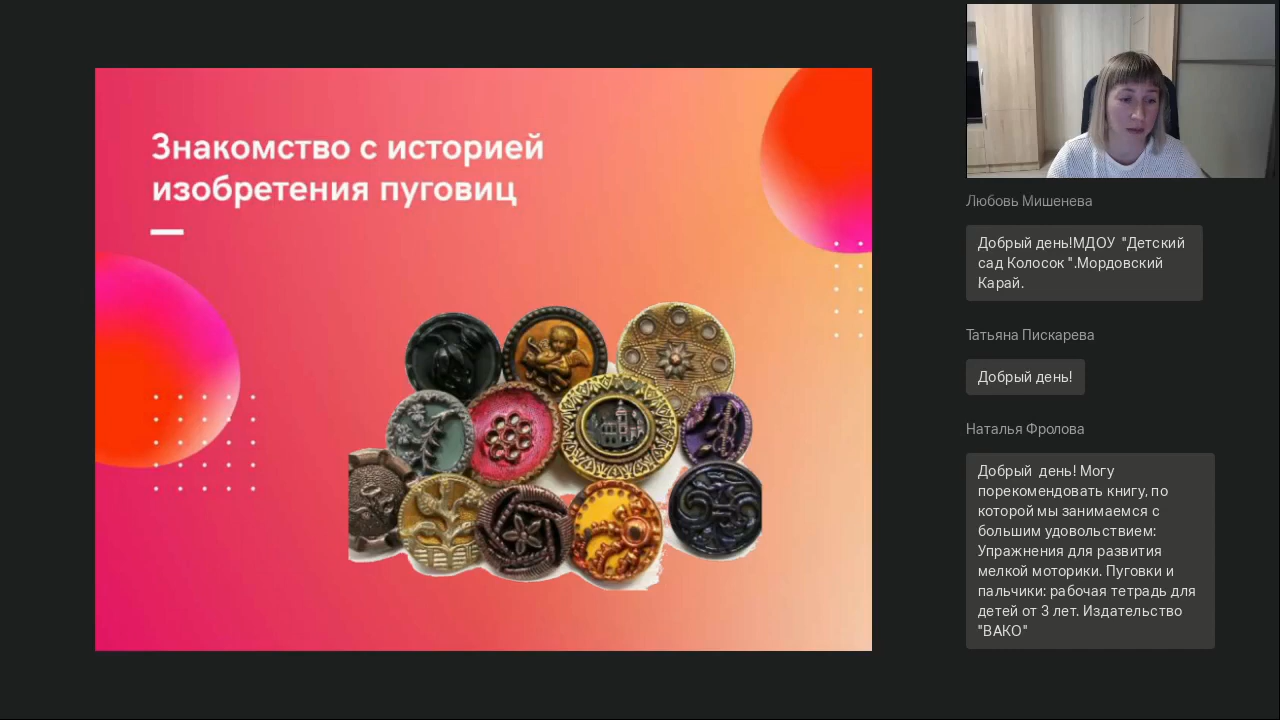 Знакомство с историей
изобретения пуговиц
Любовь Мишенева
Добрый день!МДОУ "Детский
сад Колосок ".Мордовский
Карай.
Татьяна Пискарева
Добрый день!
Наталья Фролова
Добрый день! Могу
порекомендовать книгу, по
которой мы занимаемся с
большим удовольствием:
Упражнения для развития
мелкой моторики. Пуговки и
пальчики: рабочая тетрадь для
детей от 3 лет. Издательство
"ВАКО"